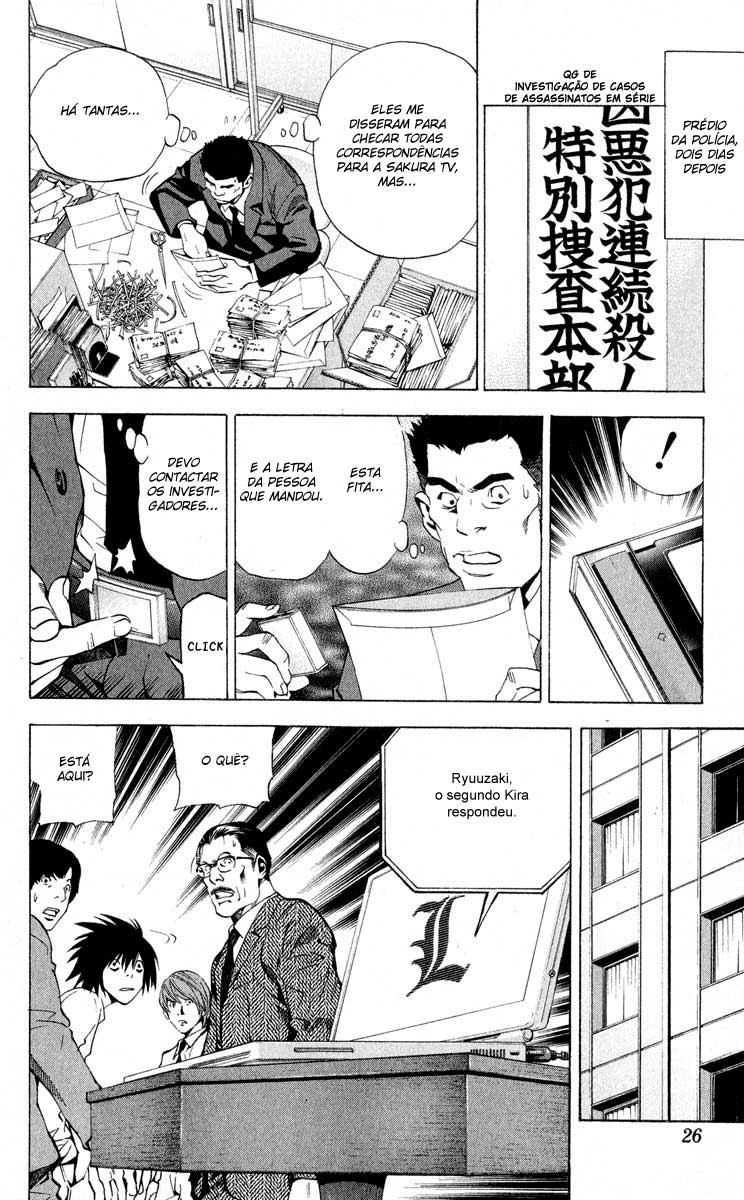 PRÉDIO
DA POLÍCIA,
DOIS DIAS
DEPOIS
QG DE
INVESTIGAÇÃO DE CASOS
DE ASSASSINATOS EM SÉRIE
凶悪犯連続殺人
特別捜査本部
ELES ME
DISSERAM PARA
CHECAR TODAS
CORRESPONDÊNCIAS
PARA A SAKURA TV,
MAS...
HÁ TANTAS...
!
ESTA
FITA...
E A LETRA
DA PESSOA
QUE MANDOU.
DEVO
CONTACTAR
OS INVESTI-
GADORES...
CLICK
Ryuuzaki,
o segundo Kira
respondeu.
O QUÊ?
ESTÁ
AQUI?
L
26